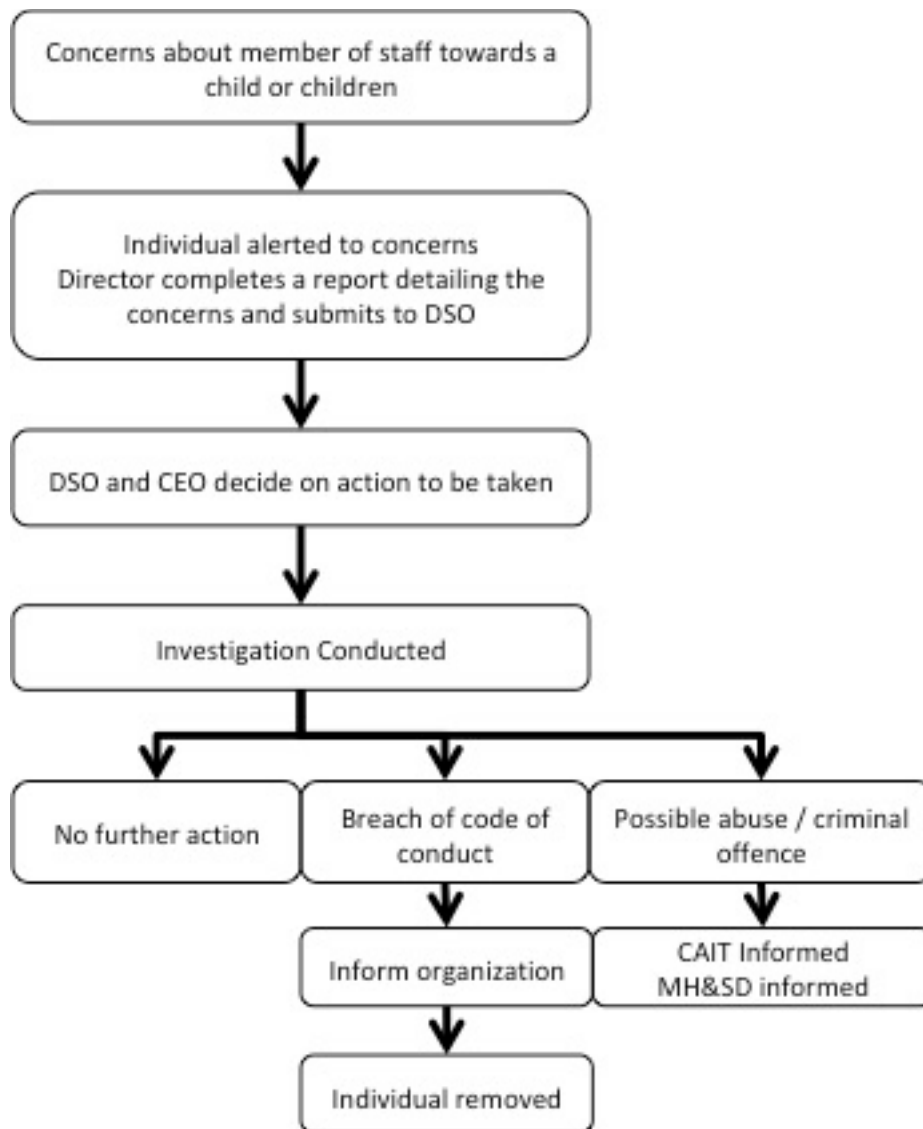 Concerns about member of staff towards a
child or children
Individual alerted to concerns
Director completes a report detailing the
concerns and submits to DSO
DSO and CEO decide on action to be taken
Investigation Conducted
No further action
Breach of code of
conduct
Possible abuse / criminal
offence
Inform organization
CAIT Informed
MH&SD informed
Individual removed